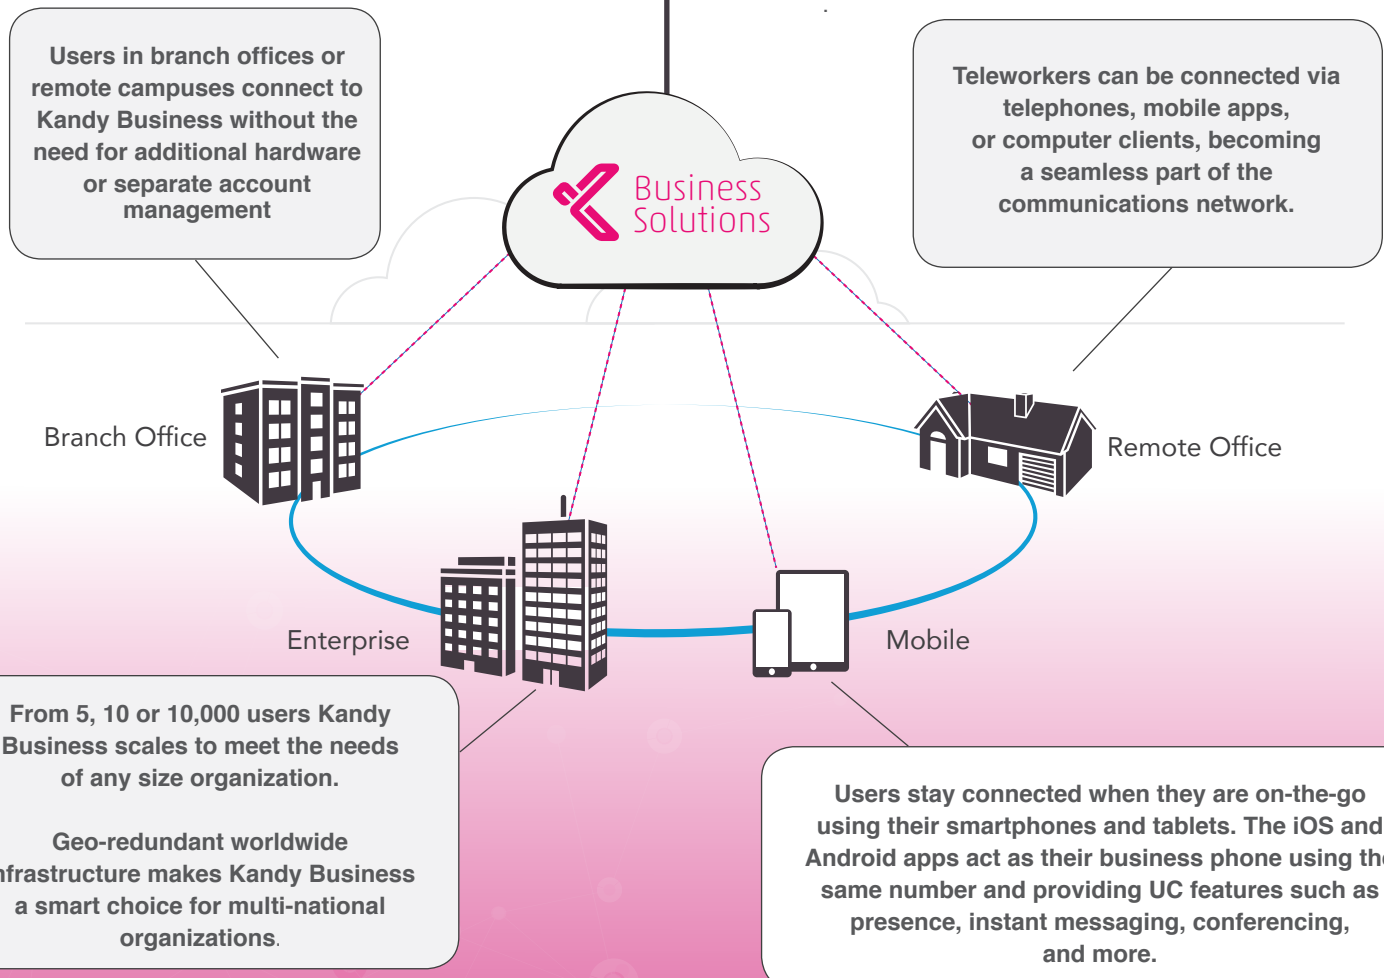 Users in branch offices or
remote campuses connect to
Kandy Business without the
need for additional hardware
or separate account
management
Teleworkers can be connected via
telephones, mobile apps,
or computer clients, becoming
a seamless part of the
communications network.
Business
Solutions
Branch Office
Remote Office
Enterprise
Mobile
From 5, 10 or 10,000 users Kandy
Business scales to meet the needs
of any size organization.
Geo-redundant worldwide
nfrastructure makes Kandy Business
a smart choice for multi-national
organizations.
Users stay connected when they are on-the-go
using their smartphones and tablets. The iOS and
Android apps act as their business phone using the
same number and providing UC features such as
presence, instant messaging, conferencing,
and more.